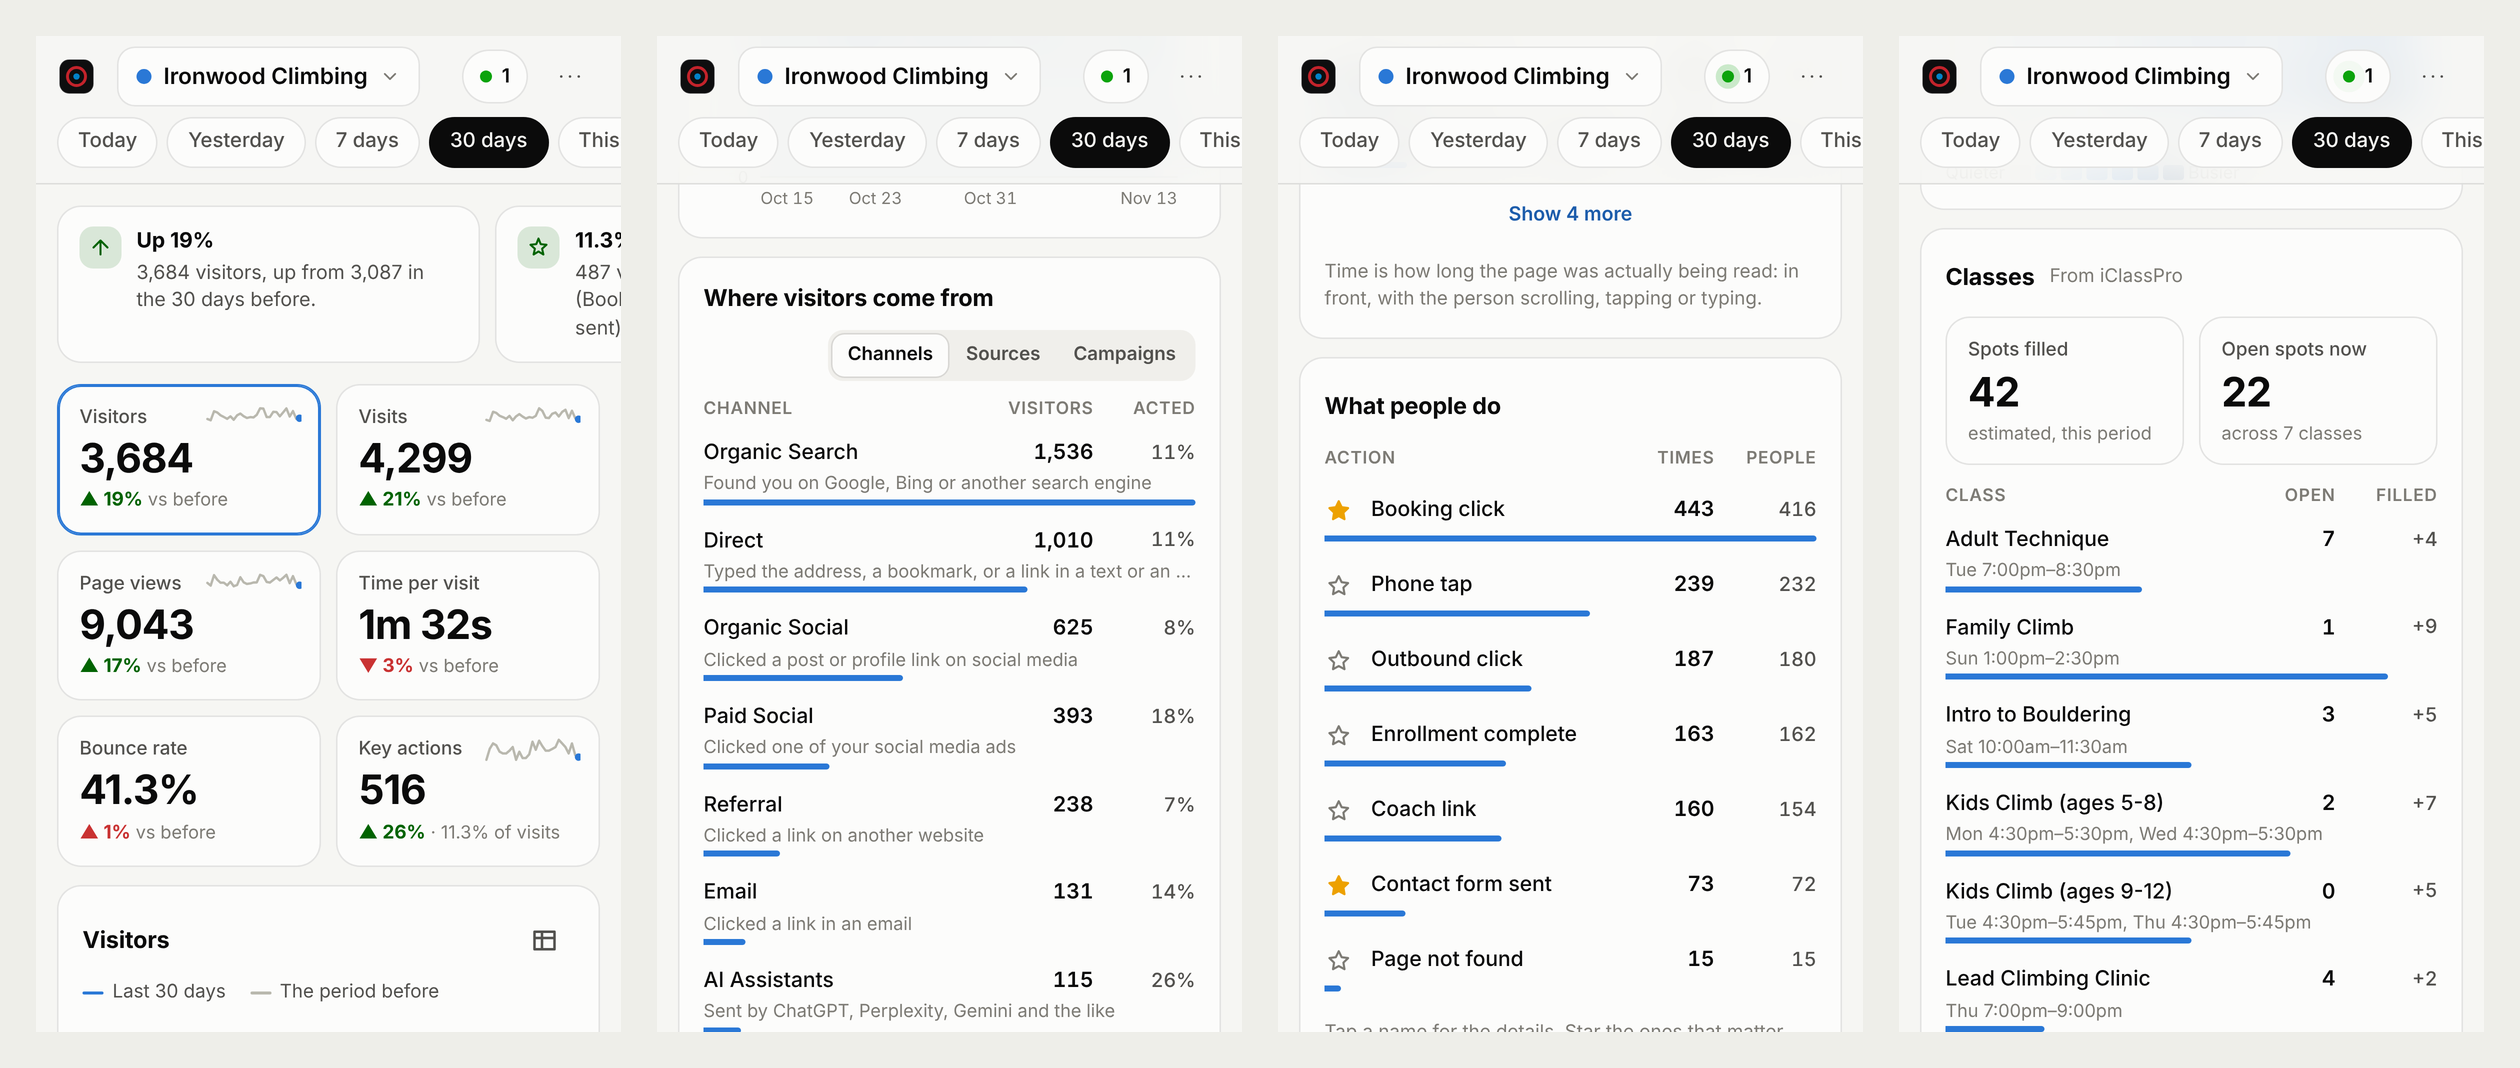 Ironwood Climbing
1
Today
Yesterday
7 days
30 days
This
Up 19%
3,684 visitors, up from 3,087 in
the 30 days before.
11.3%
487 v
(Bool
sent)
Visitors
3,684
19% vs before
Visits
4,299
21% vs before
Page views
9,043
17% vs before
Time per visit
1m 32s
3% vs before
Bounce rate
41.3%
1% vs before
Key actions
516
26% · 11.3% of visits
Visitors
Last 30 days
The period before
Ironwood Climbing
1
Today
Yesterday
7 days
30 days
This
Oct 15
Oct 23
Oct 31
Nov 13
Where visitors come from
Channels
Sources
Campaigns
CHANNEL VISITORS ACTED
Organic Search 1,536 11%
Found you on Google, Bing or another search engine
Direct 1,010 11%
Typed the address, a bookmark, or a link in a text or an ...
Organic Social 625 8%
Clicked a post or profile link on social media
Paid Social 393 18%
Clicked one of your social media ads
Referral 238 7%
Clicked a link on another website
Email 131 14%
Clicked a link in an email
AI Assistants 115 26%
Sent by ChatGPT, Perplexity, Gemini and the like
Ironwood Climbing
1
Today
Yesterday
7 days
30 days
This
Show 4 more
Time is how long the page was actually being read: in
front, with the person scrolling, tapping or typing.
What people do
ACTION TIMES PEOPLE
Booking click 443 416
Phone tap 239 232
Outbound click 187 180
Enrollment complete 163 162
Coach link 160 154
Contact form sent 73 72
Page not found 15 15
Tap a name for the details. Star the ones that matter
Ironwood Climbing
1
Today
Yesterday
7 days
30 days
This
Quieter
Busier
Classes From iClassPro
Spots filled
42
estimated, this period
Open spots now
22
across 7 classes
CLASS OPEN FILLED
Adult Technique 7 +4
Tue 7:00pm–8:30pm
Family Climb 1 +9
Sun 1:00pm–2:30pm
Intro to Bouldering 3 +5
Sat 10:00am–11:30am
Kids Climb (ages 5-8) 2 +7
Mon 4:30pm–5:30pm, Wed 4:30pm–5:30pm
Kids Climb (ages 9-12) 0 +5
Tue 4:30pm–5:45pm, Thu 4:30pm–5:45pm
Lead Climbing Clinic 4 +2
Thu 7:00pm–9:00pm